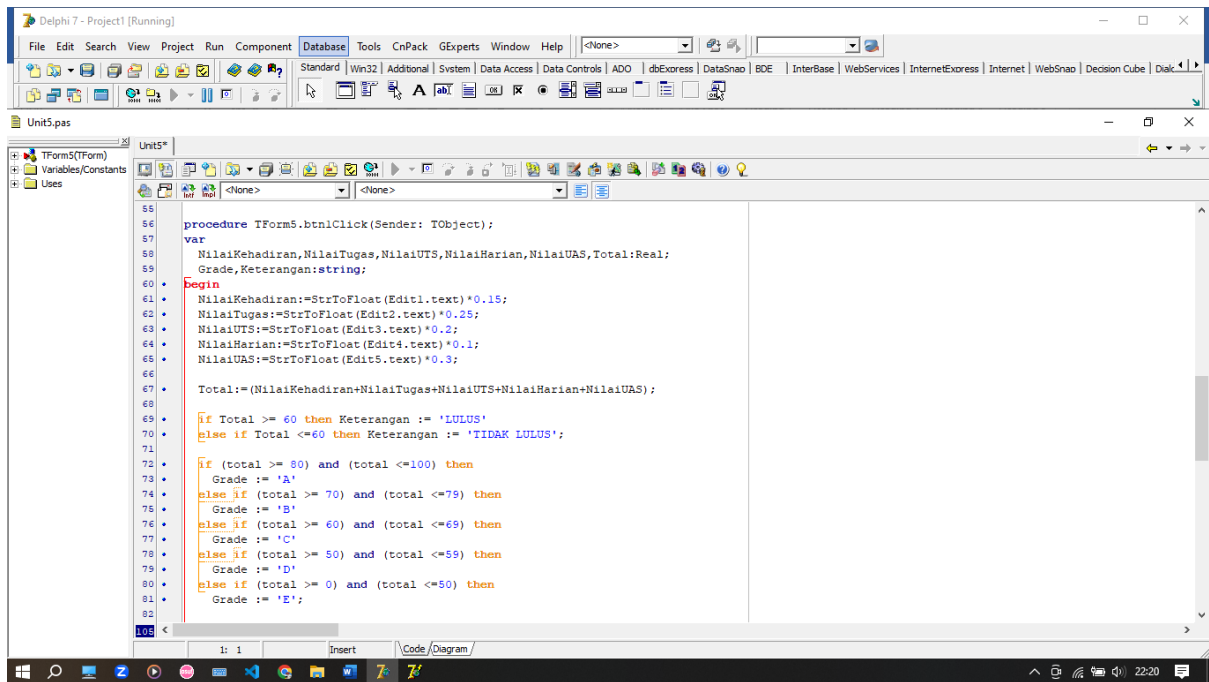 Delphi 7 - Project1 [Running]
File Edit Search View Project Run Component Database Tools CnPack GExperts Window Help <None>
Standard Win32 Additional System Data Access Data Controls ADO dbExpress DataSnap BDE InterBase WebServices InternetExpress Internet WebSnap Decision Cube Dialc
Unit5.pas
TForm5(TForm)
Variables/Constants
Uses
Unit5*
<None> <None>
55
56 procedure TForm5.btn1Click(Sender: TObject);
57 var
58 NilaiKehadiran,NilaiTugas,NilaiUTS,NilaiHarian,NilaiUAS,Total:Real;
59 Grade,Keterangan:string;
60 begin
61 NilaiKehadiran:=StrToFloat(Edit1.text)*0.15;
62 NilaiTugas:=StrToFloat(Edit2.text)*0.25;
63 NilaiUTS:=StrToFloat(Edit3.text)*0.2;
64 NilaiHarian:=StrToFloat(Edit4.text)*0.1;
65 NilaiUAS:=StrToFloat(Edit5.text)*0.3;
66
67 Total:=(NilaiKehadiran+NilaiTugas+NilaiUTS+NilaiHarian+NilaiUAS);
68
69 if Total >= 60 then Keterangan := 'LULUS'
70 else if Total <=60 then Keterangan := 'TIDAK LULUS';
71
72 if (total >= 80) and (total <=100) then
73 Grade := 'A'
74 else if (total >= 70) and (total <=79) then
75 Grade := 'B'
76 else if (total >= 60) and (total <=69) then
77 Grade := 'C'
78 else if (total >= 50) and (total <=59) then
79 Grade := 'D'
80 else if (total >= 0) and (total <=50) then
81 Grade := 'E';
82
105
1: 1 Insert Code Diagram
22:20